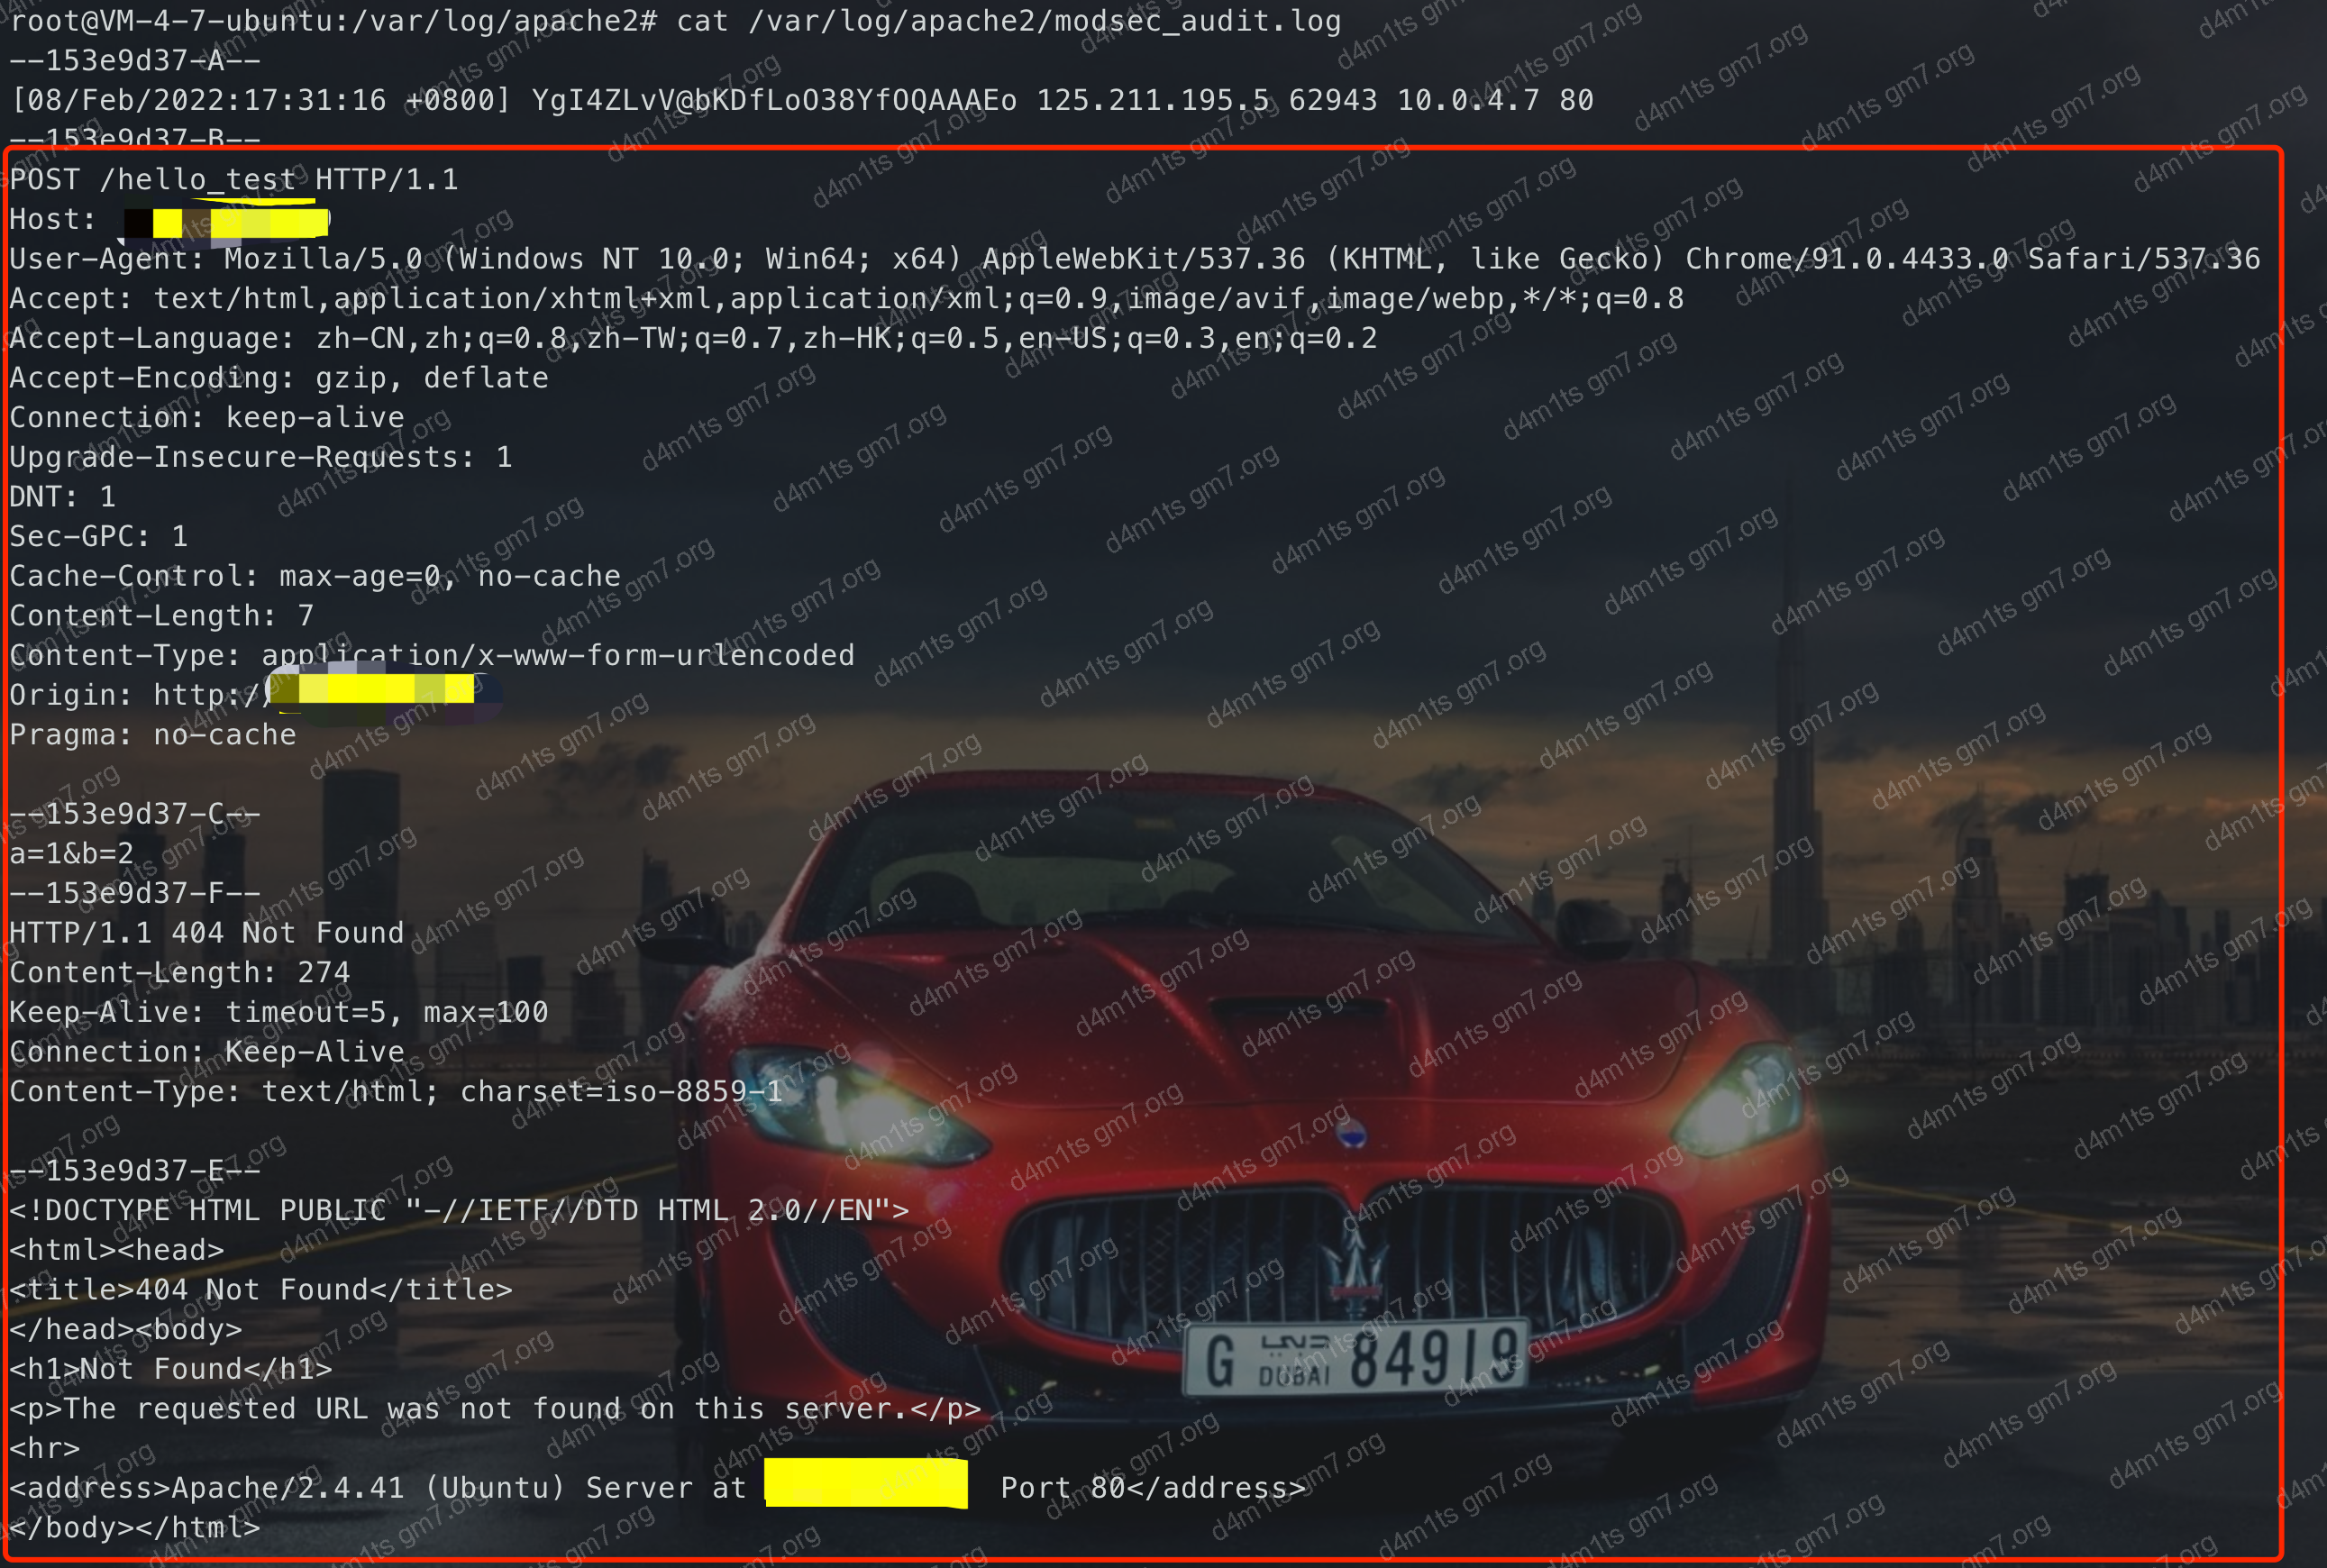 root@VM-4-7-ubuntu:/var/log/apache2# cat /var/log/apache2/modsec_audit.log
--153e9d37-A--
[08/Feb/2022:17:31:16 +0800] YgI4ZLvV@bKDfLoO38YfOQAAAEo 125.211.195.5 62943 10.0.4.7 80
--153e9d37-B--
POST /hello_test HTTP/1.1
Host:
User-Agent: Mozilla/5.0 (Windows NT 10.0; Win64; x64) AppleWebKit/537.36 (KHTML, like Gecko) Chrome/91.0.4433.0 Safari/537.36
Accept: text/html,application/xhtml+xml,application/xml;q=0.9,image/avif,image/webp,*/*;q=0.8
Accept-Language: zh-CN,zh;q=0.8,zh-TW;q=0.7,zh-HK;q=0.5,en-US;q=0.3,en;q=0.2
Accept-Encoding: gzip, deflate
Connection: keep-alive
Upgrade-Insecure-Requests: 1
DNT: 1
Sec-GPC: 1
Cache-Control: max-age=0, no-cache
Content-Length: 7
Content-Type: application/x-www-form-urlencoded
Origin: http://
Pragma: no-cache
--153e9d37-C--
a=1&b=2
--153e9d37-F--
HTTP/1.1 404 Not Found
Content-Length: 274
Keep-Alive: timeout=5, max=100
Connection: Keep-Alive
Content-Type: text/html; charset=iso-8859-1
--153e9d37-E--
<!DOCTYPE HTML PUBLIC "-//IETF//DTD HTML 2.0//EN">
<html><head>
<title>404 Not Found</title>
</head><body>
<h1>Not Found</h1>
<p>The requested URL was not found on this server.</p>
<hr>
<address>Apache/2.4.41 (Ubuntu) Server at Port 80</address>
</body></html>
G DUBAI 84919
d4m1ts gm7.org